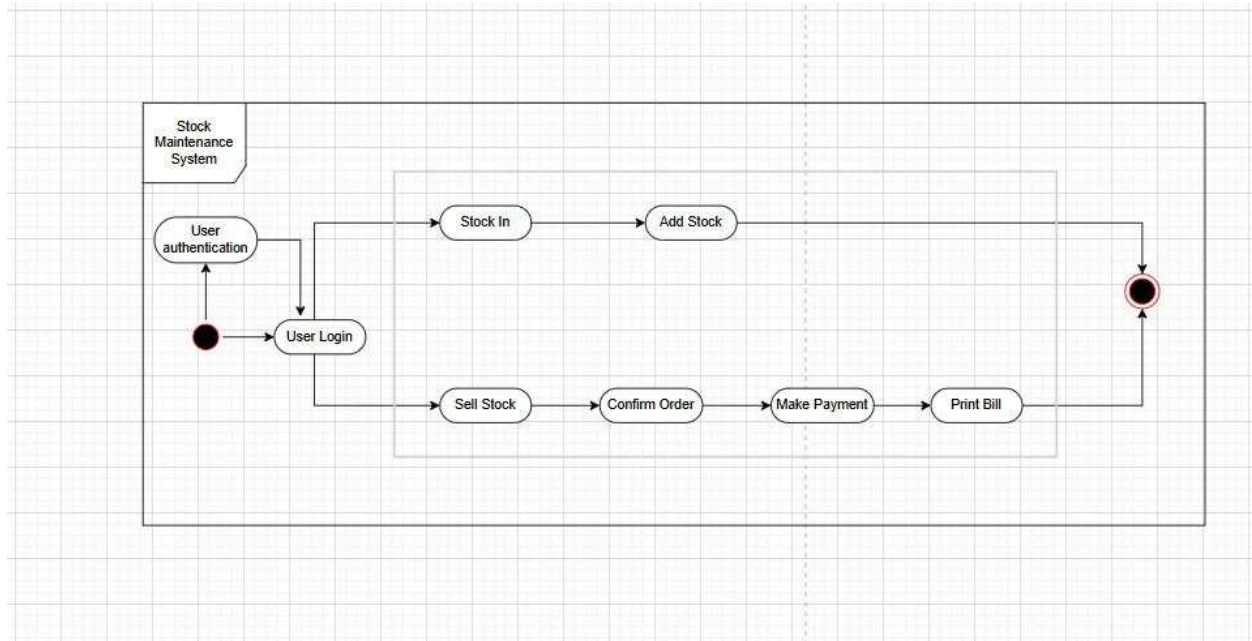 Stock
Maintenance
System
User
authentication
Stock In
Add Stock
User Login
Sell Stock
Confirm Order
Make Payment
Print Bill